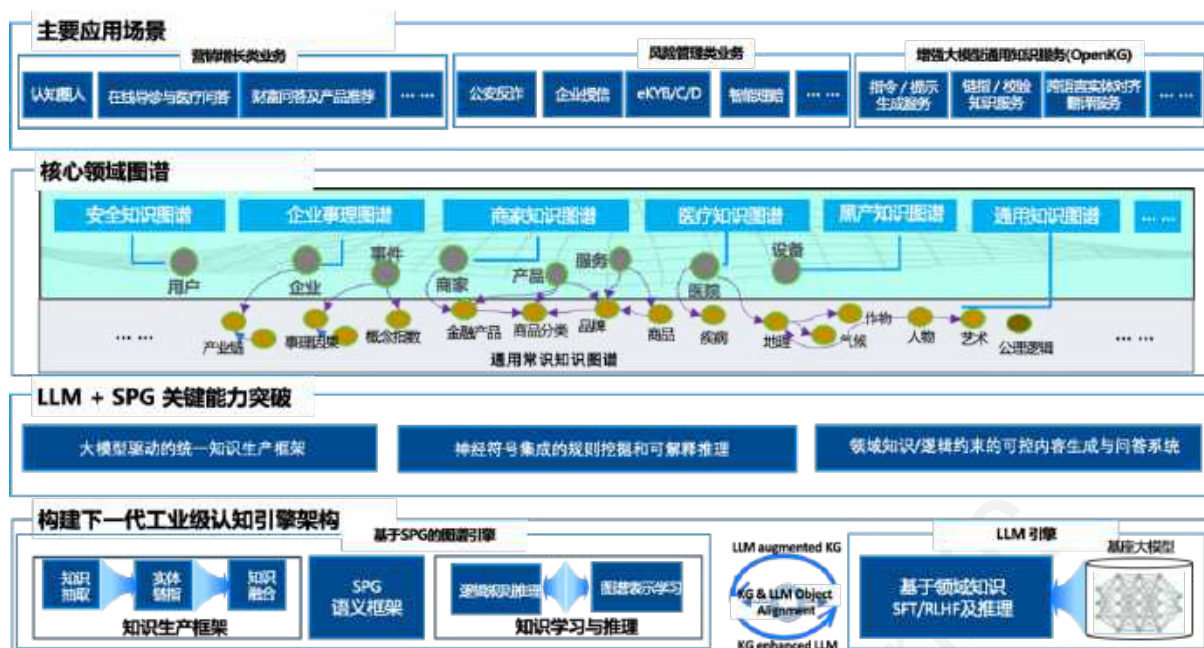 主要应用场景
营销增长类业务
风险管理类业务
增强大模型通用知识服务(OpenKG)
认知圈人
在线导诊与医疗问答
财富问答及产品推荐
... ...
公安反诈
企业授信
eKYB/C/D
智能理赔
... ...
指令/提示
生成服务
链指/校验
知识服务
跨语言实体对齐
翻译服务
... ...
核心领域图谱
安全知识图谱
企业事理图谱
商家知识图谱
医疗知识图谱
黑产知识图谱
通用知识图谱
... ...
用户
企业
事件
商家
产品
服务
医院
设备
... ...
产业链
事理因果
概念指数
金融产品
商品分类
品牌
商品
疾病
地理
气候
作物
人物
艺术
公理逻辑
... ...
通用常识知识图谱
LLM + SPG 关键能力突破
大模型驱动的统一知识生产框架
神经符号集成的规则挖掘和可解释推理
领域知识/逻辑约束的可控内容生成与问答系统
构建下一代工业级认知引擎架构
基于SPG的图谱引擎
知识
抽取
实体
链指
知识
融合
知识生产框架
SPG
语义框架
逻辑规则推理
图谱表示学习
知识学习与推理
LLM augmented KG
KG & LLM Object
Alignment
KG enhanced LLM
LLM 引擎
基于领域知识
SFT/RLHF及推理
基座大模型